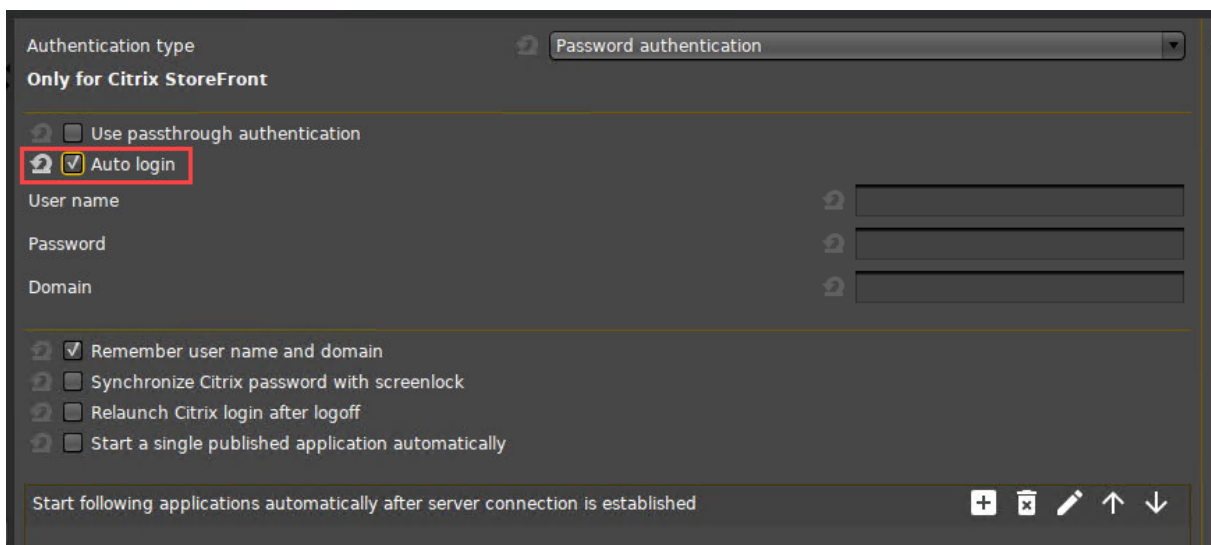 Authentication type Password authentication
Only for Citrix StoreFront
Use passthrough authentication
Auto login
User name
Password
Domain
Remember user name and domain
Synchronize Citrix password with screenlock
Relaunch Citrix login after logoff
Start a single published application automatically
Start following applications automatically after server connection is established